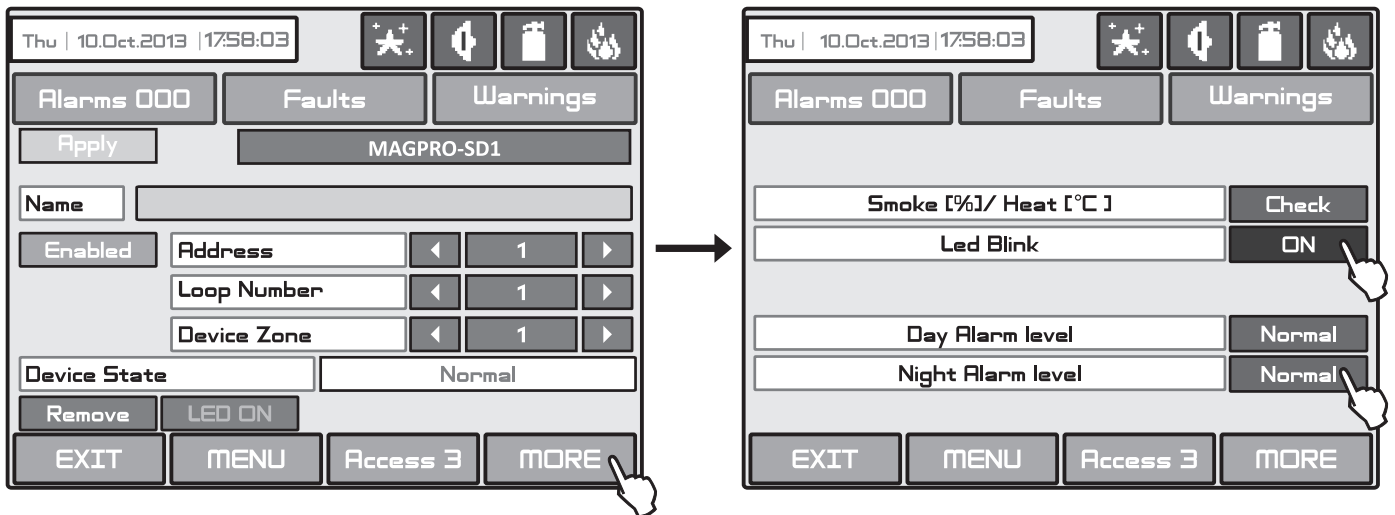 Thu | 10.Oct.2013 |17:58:03
Alarms 000 Faults Warnings
Apply MAGPRO-SD1
Name
Enabled Address 1
Loop Number 1
Device Zone 1
Device State Normal
Remove LED ON
EXIT MENU Access 3 MORE
Thu | 10.Oct.2013 |17:58:03
Alarms 000 Faults Warnings
Smoke [%]/ Heat [°C ] Check
Led Blink ON
Day Alarm level Normal
Night Alarm level Normal
EXIT MENU Access 3 MORE